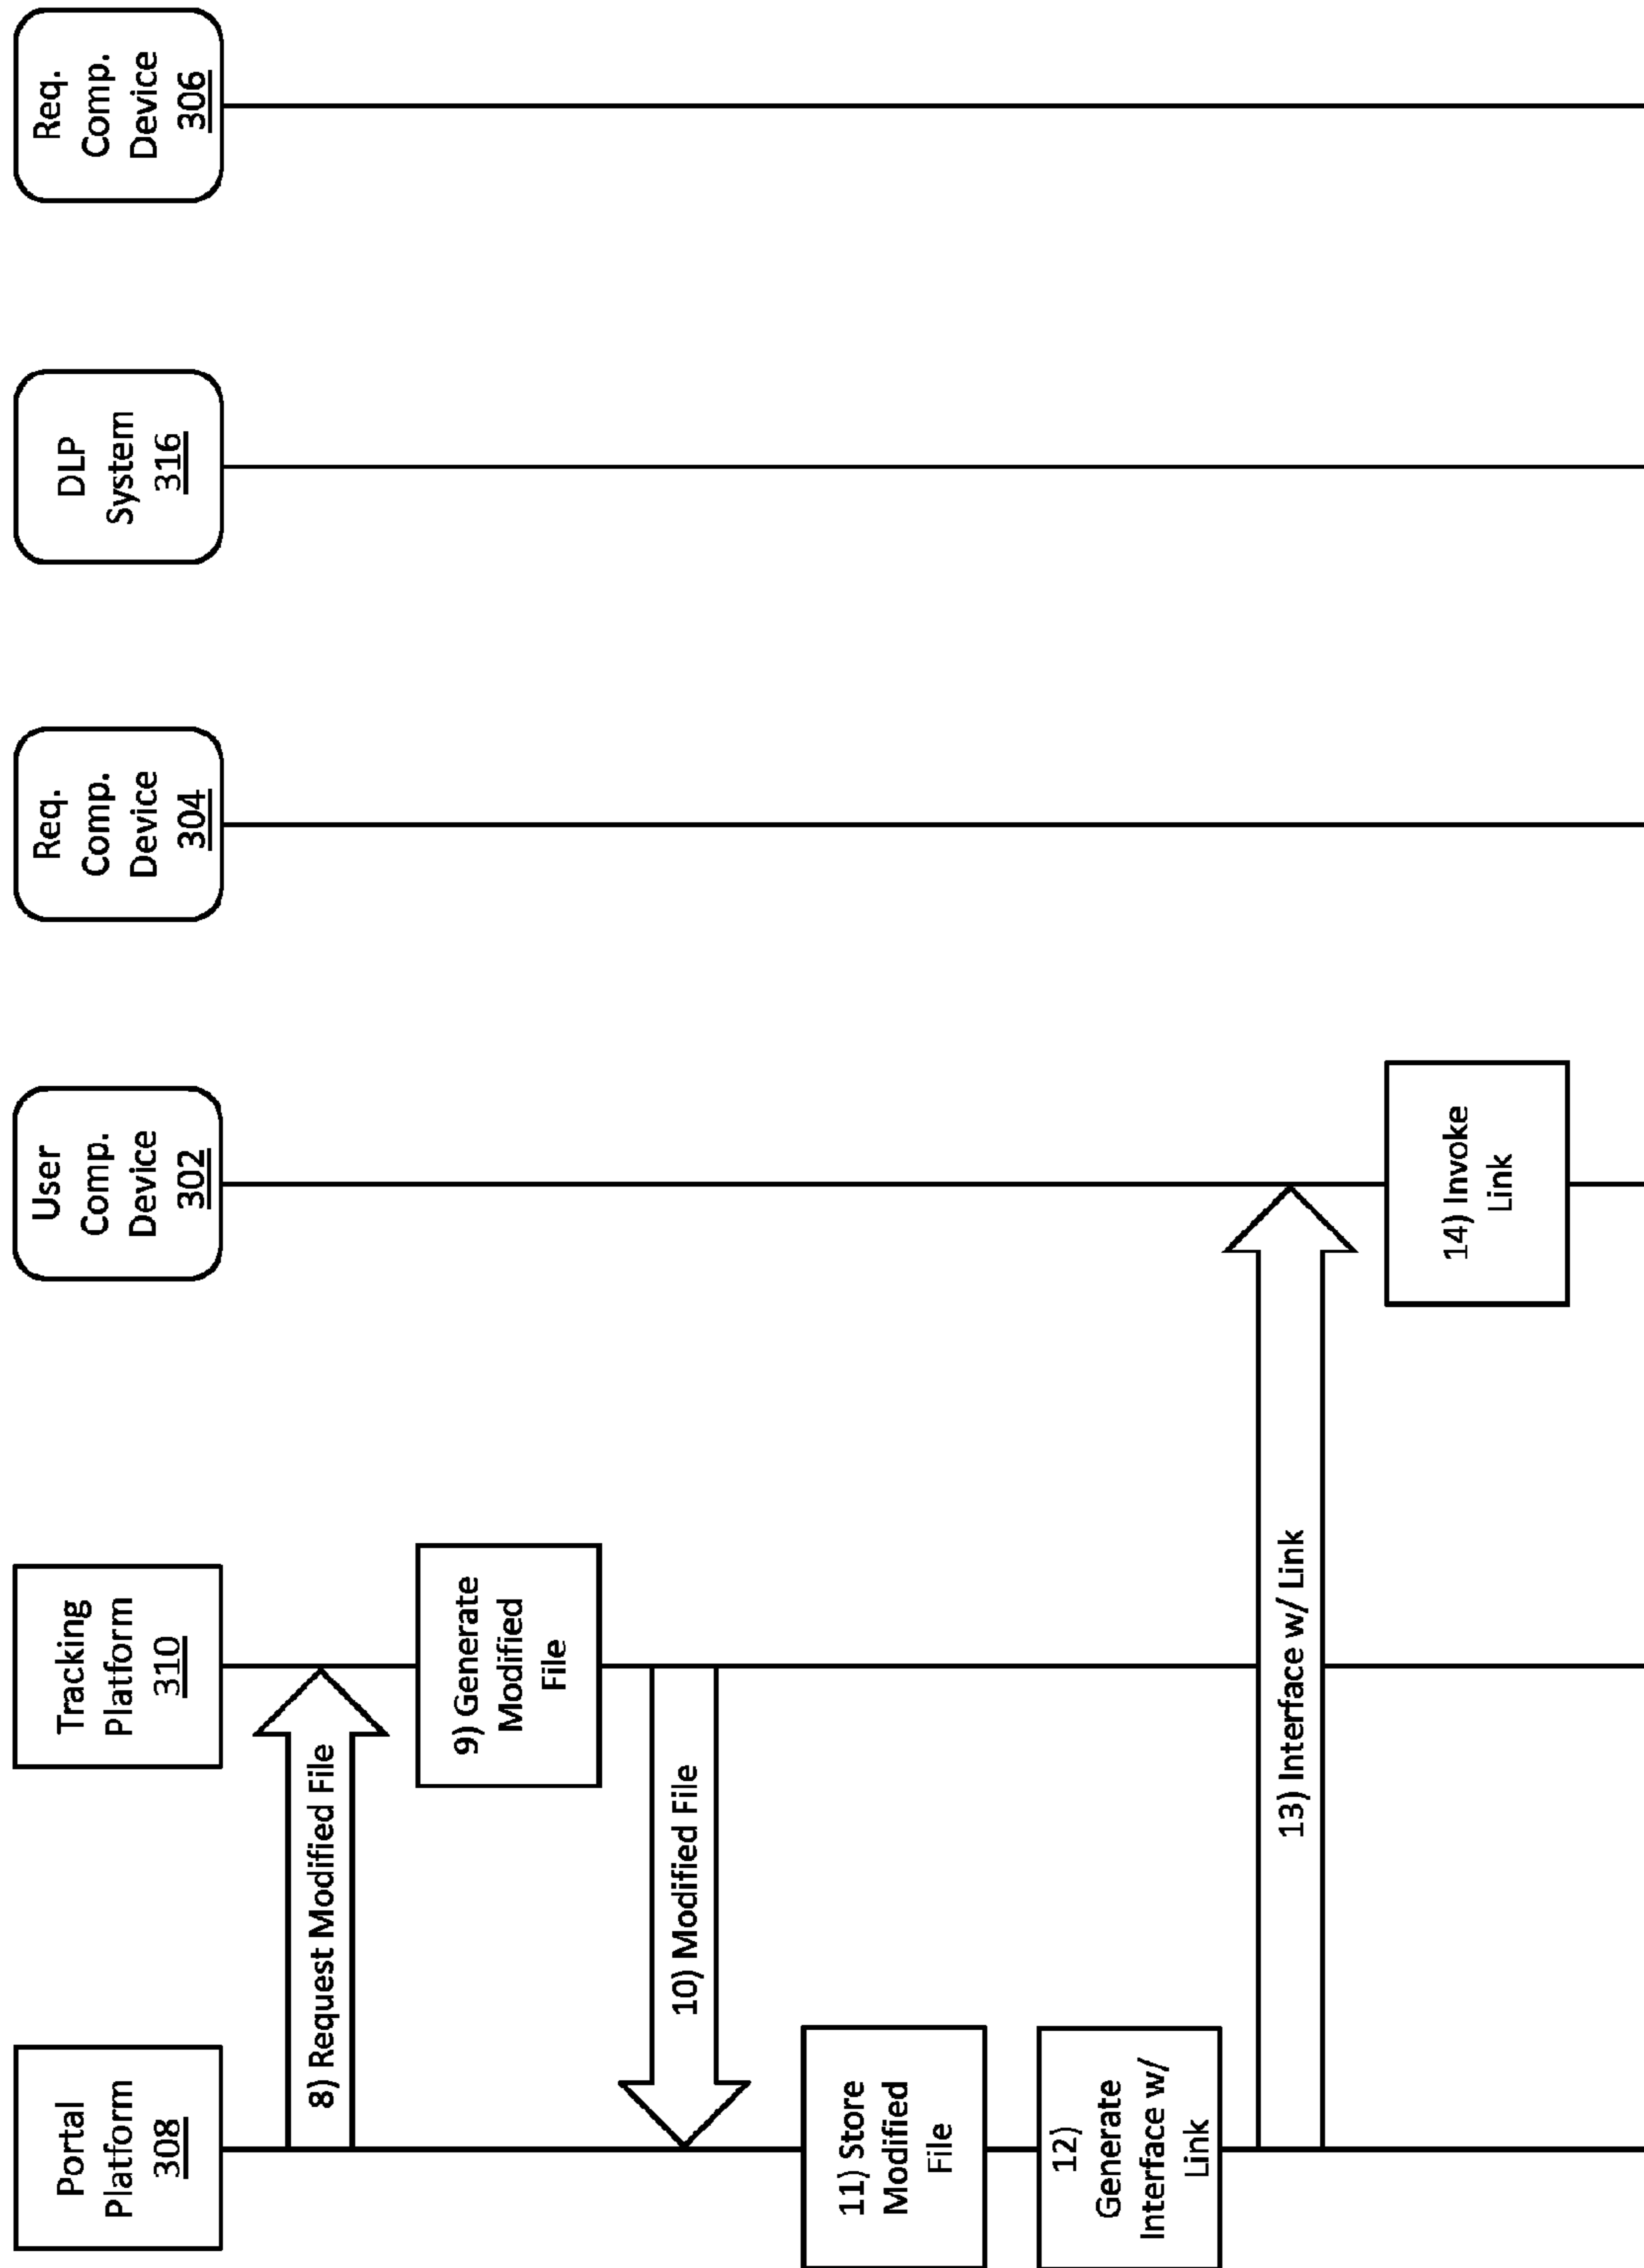 Portal
Platform
308
Tracking
Platform
310
User
Comp.
Device
302
Req.
Comp.
Device
304
DLP
System
316
Req.
Comp.
Device
306
8) Request Modified File
9) Generate
Modified
File
10) Modified File
11) Store
Modified
File
12)
Generate
Interface w/
Link
13) Interface w/ Link
14) Invoke
Link